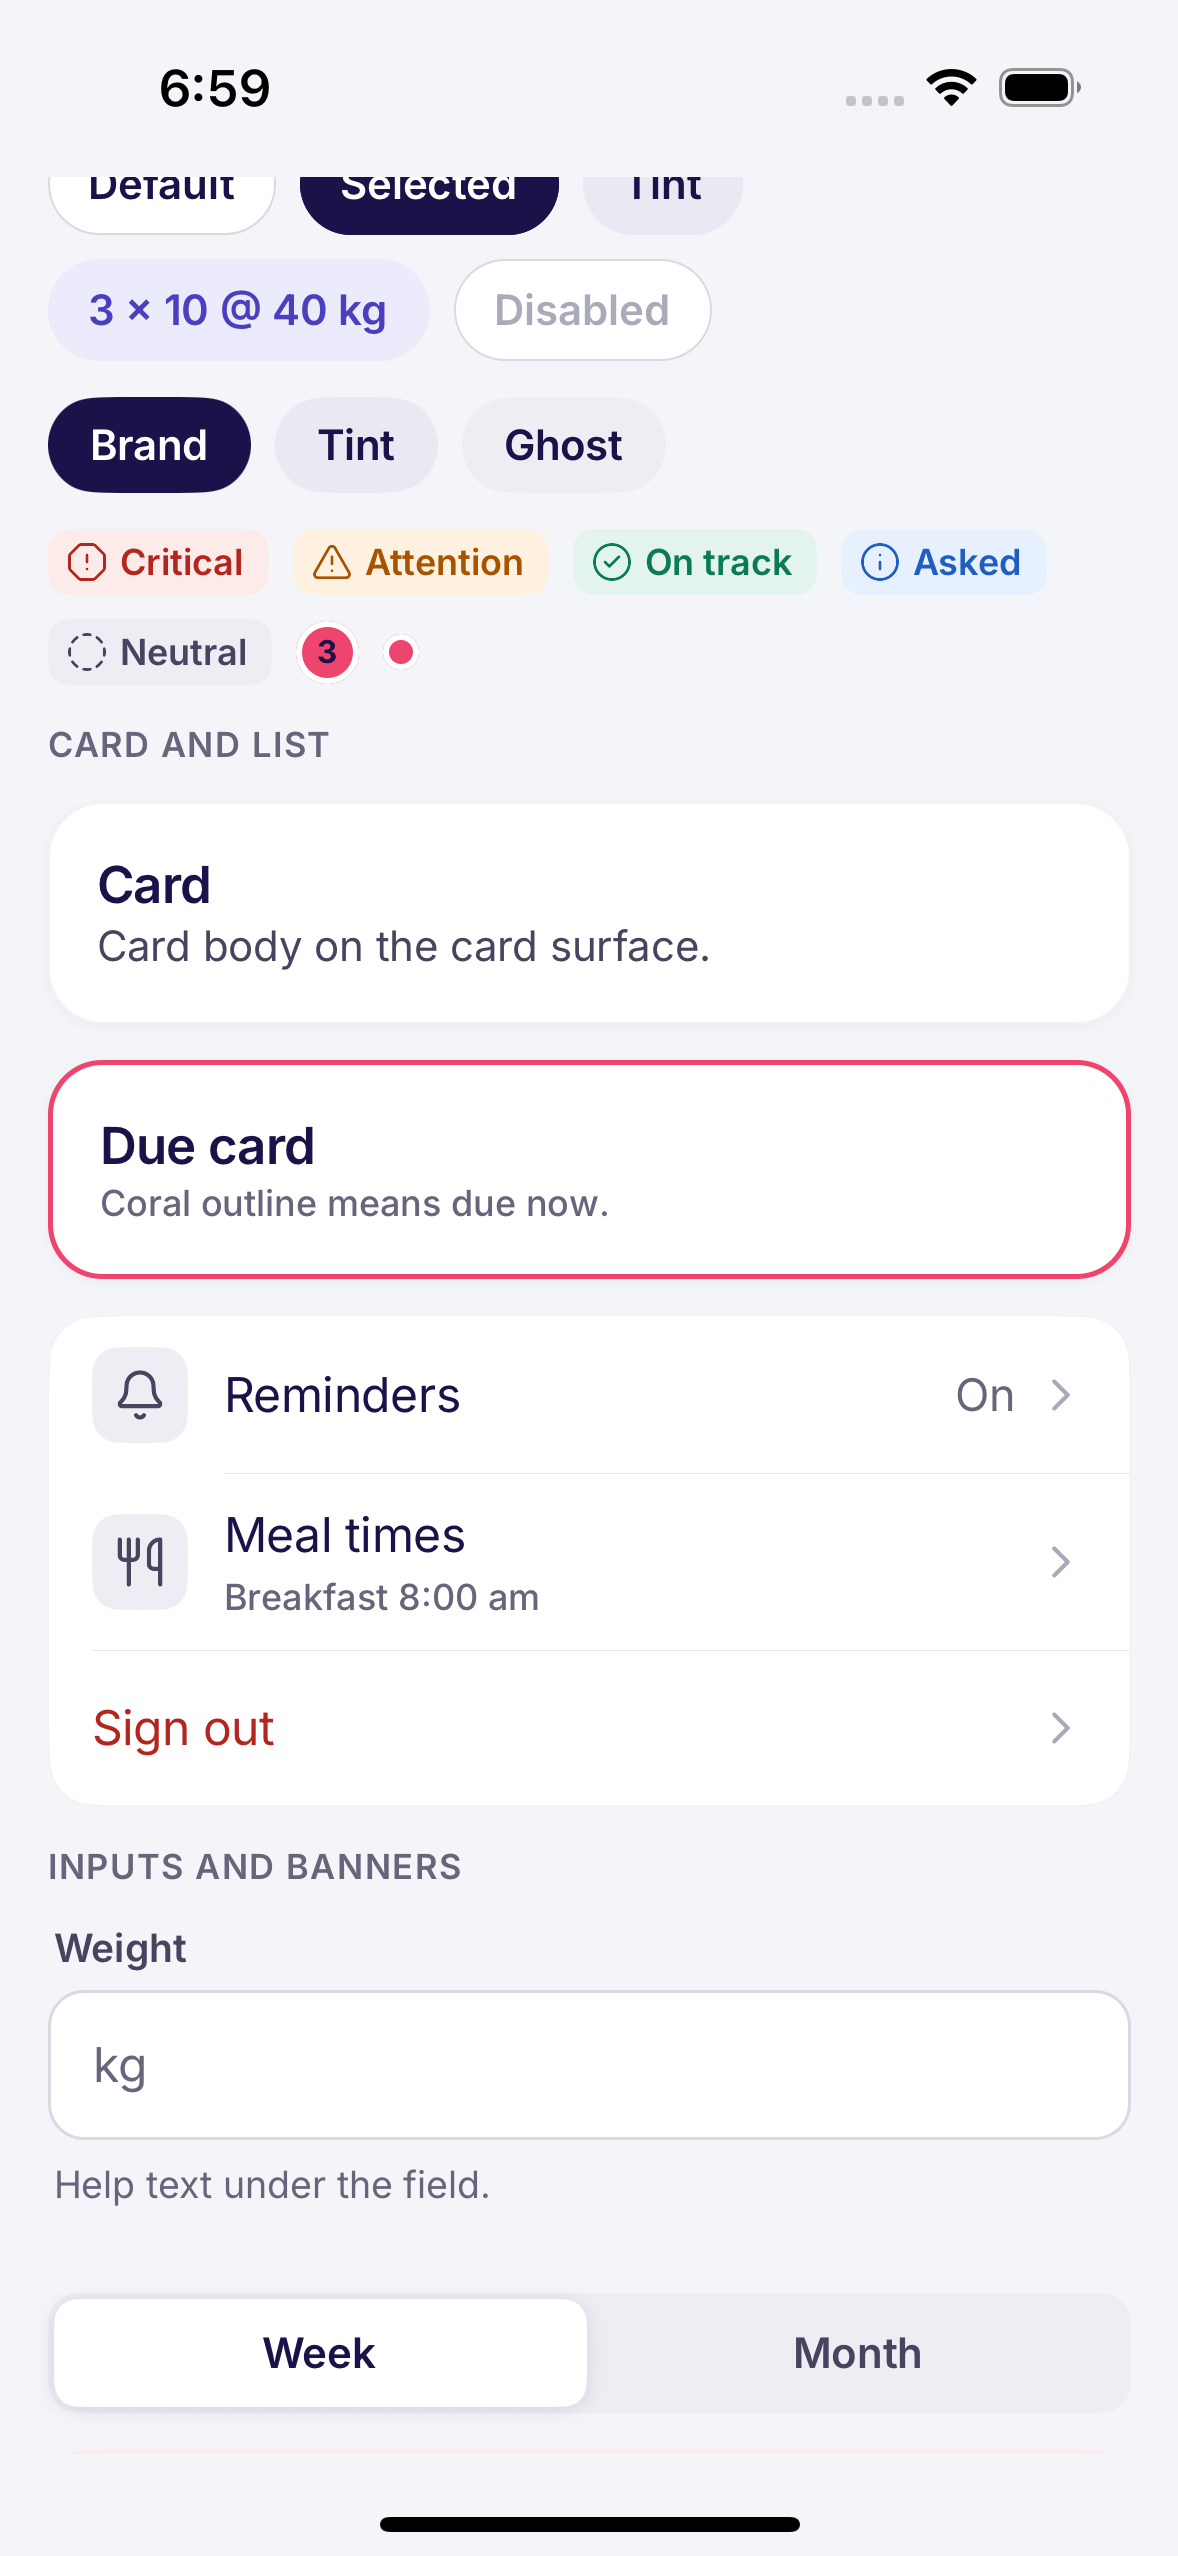 6:59
Default Selected Tint
3 × 10 @ 40 kg Disabled
Brand Tint Ghost
Critical Attention On track Asked
Neutral 3
CARD AND LIST
Card
Card body on the card surface.
Due card
Coral outline means due now.
Reminders On
Meal times
Breakfast 8:00 am
Sign out
INPUTS AND BANNERS
Weight
kg
Help text under the field.
Week Month